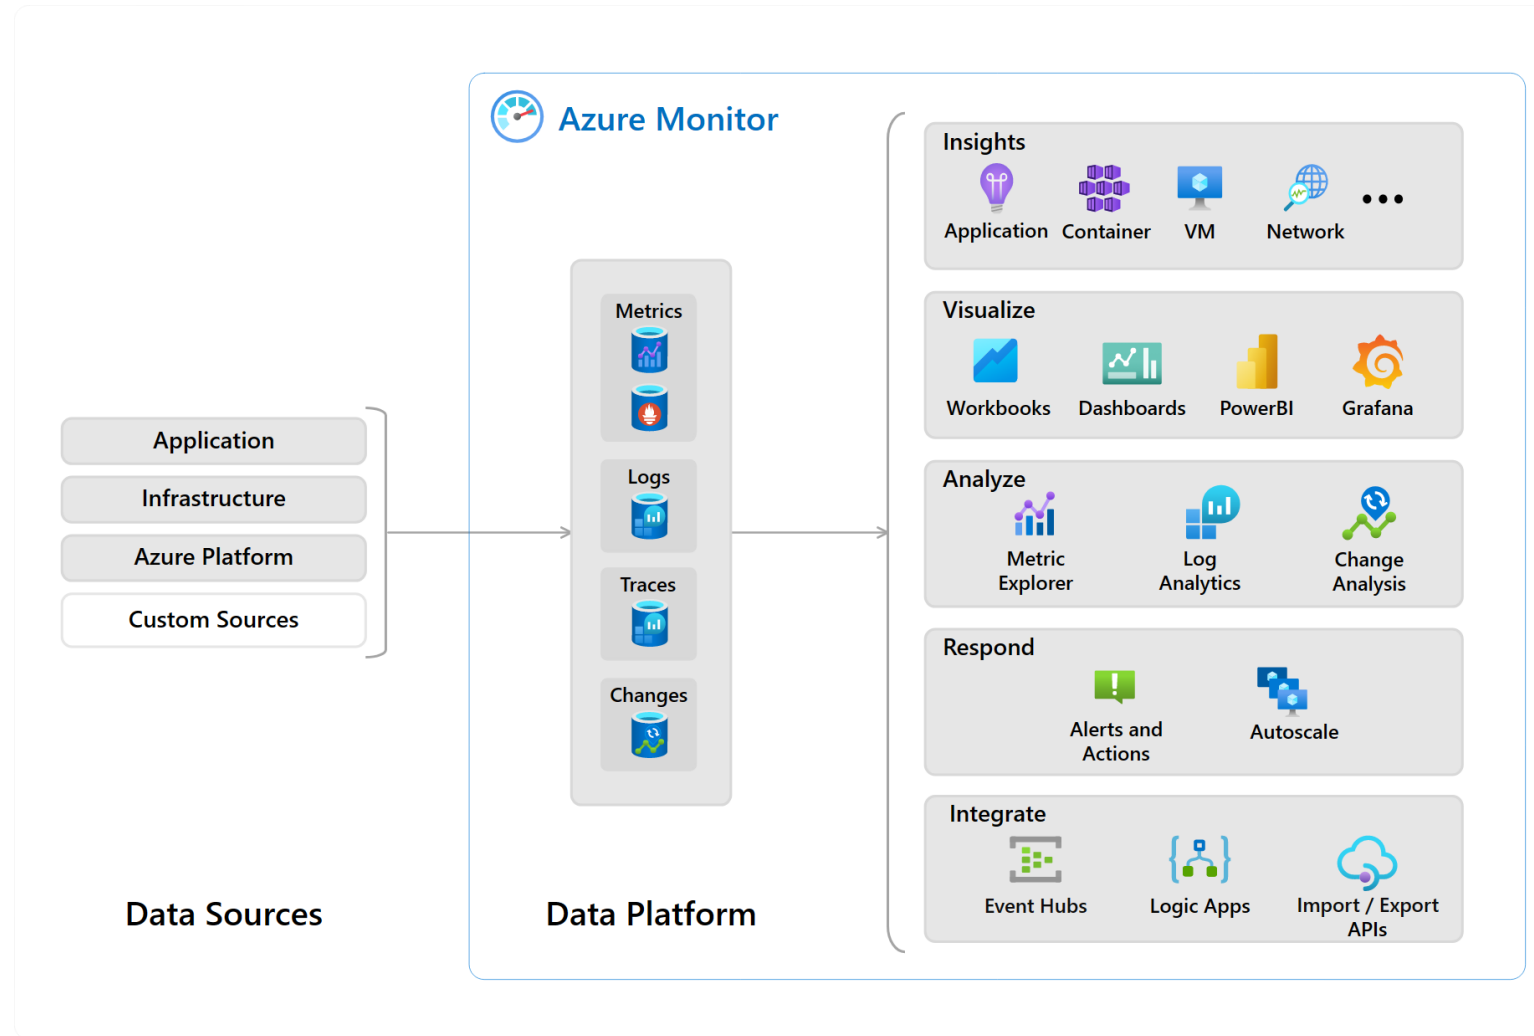 Azure Monitor
Application
Infrastructure
Azure Platform
Custom Sources
Data Sources
Metrics
Logs
Traces
Changes
Data Platform
Insights
Application
Container
VM
Network
Visualize
Workbooks
Dashboards
PowerBI
Grafana
Analyze
Metric
Explorer
Log
Analytics
Change
Analysis
Respond
Alerts and
Actions
Autoscale
Integrate
Event Hubs
Logic Apps
Import / Export
APIs